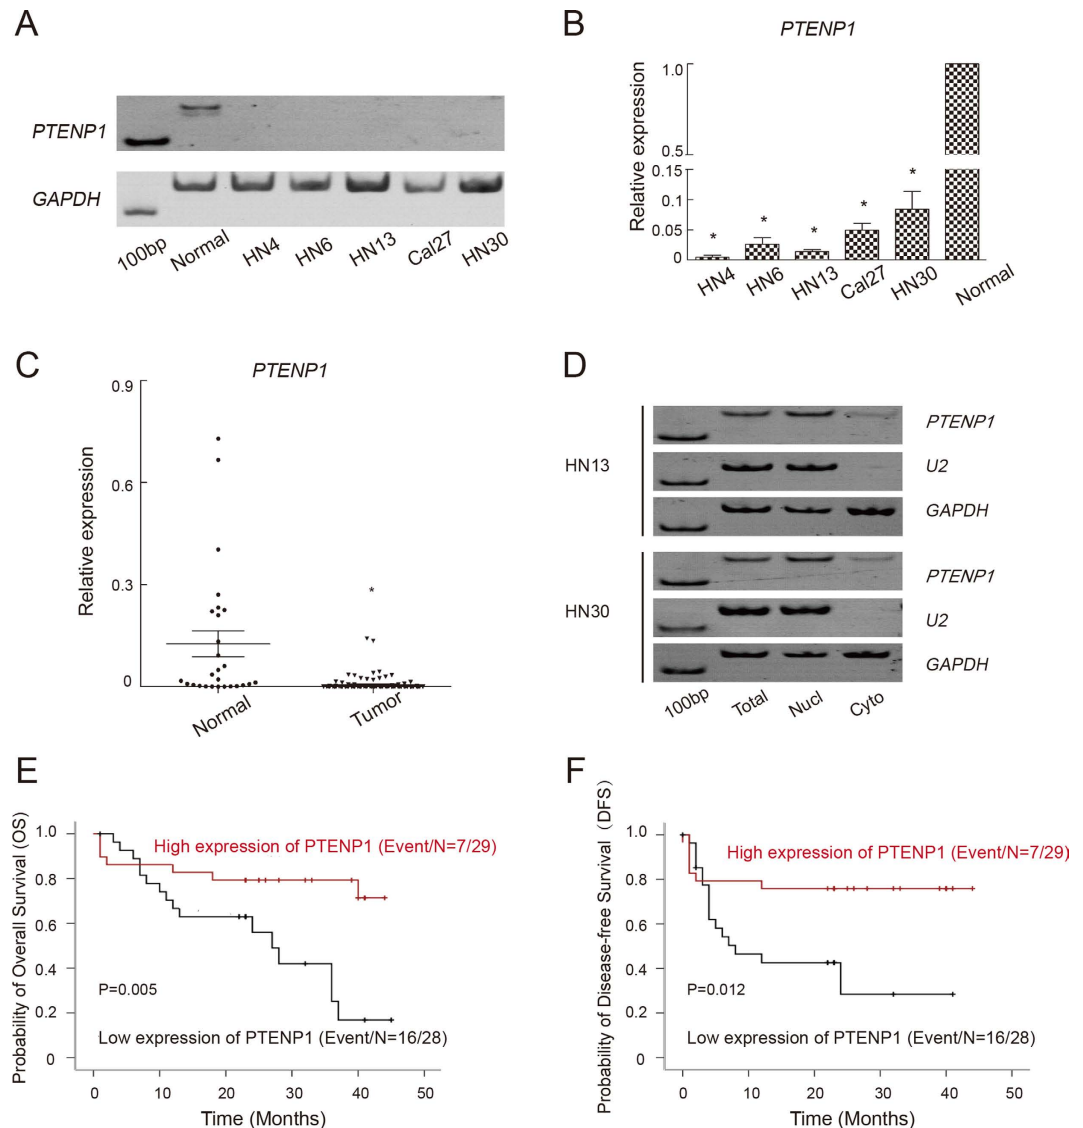 A
PTENP1
GAPDH
100bp
Normal
HN4
HN6
HN13
Cal27
HN30
B
PTENP1
Relative expression
1.0
0.5
0.15
0.1
0.05
0
*
*
*
*
*
HN4
HN6
HN13
Cal27
HN30
Normal
C
PTENP1
Relative expression
0.9
0.6
0.3
0
*
Normal
Tumor
D
HN13
PTENP1
U2
GAPDH
HN30
PTENP1
U2
GAPDH
100bp
Total
Nucl
Cyto
E
Probability of Overall Survival (OS)
1.0
0.8
0.6
0.4
0.2
0
High expression of PTENP1 (Event/N=7/29)
P=0.005
Low expression of PTENP1 (Event/N=16/28)
0 10 20 30 40 50
Time (Months)
F
Probability of Disease-free Survival (DFS)
1.0
0.8
0.6
0.4
0.2
0
High expression of PTENP1 (Event/N=7/29)
P=0.012
Low expression of PTENP1 (Event/N=16/28)
0 10 20 30 40 50
Time (Months)